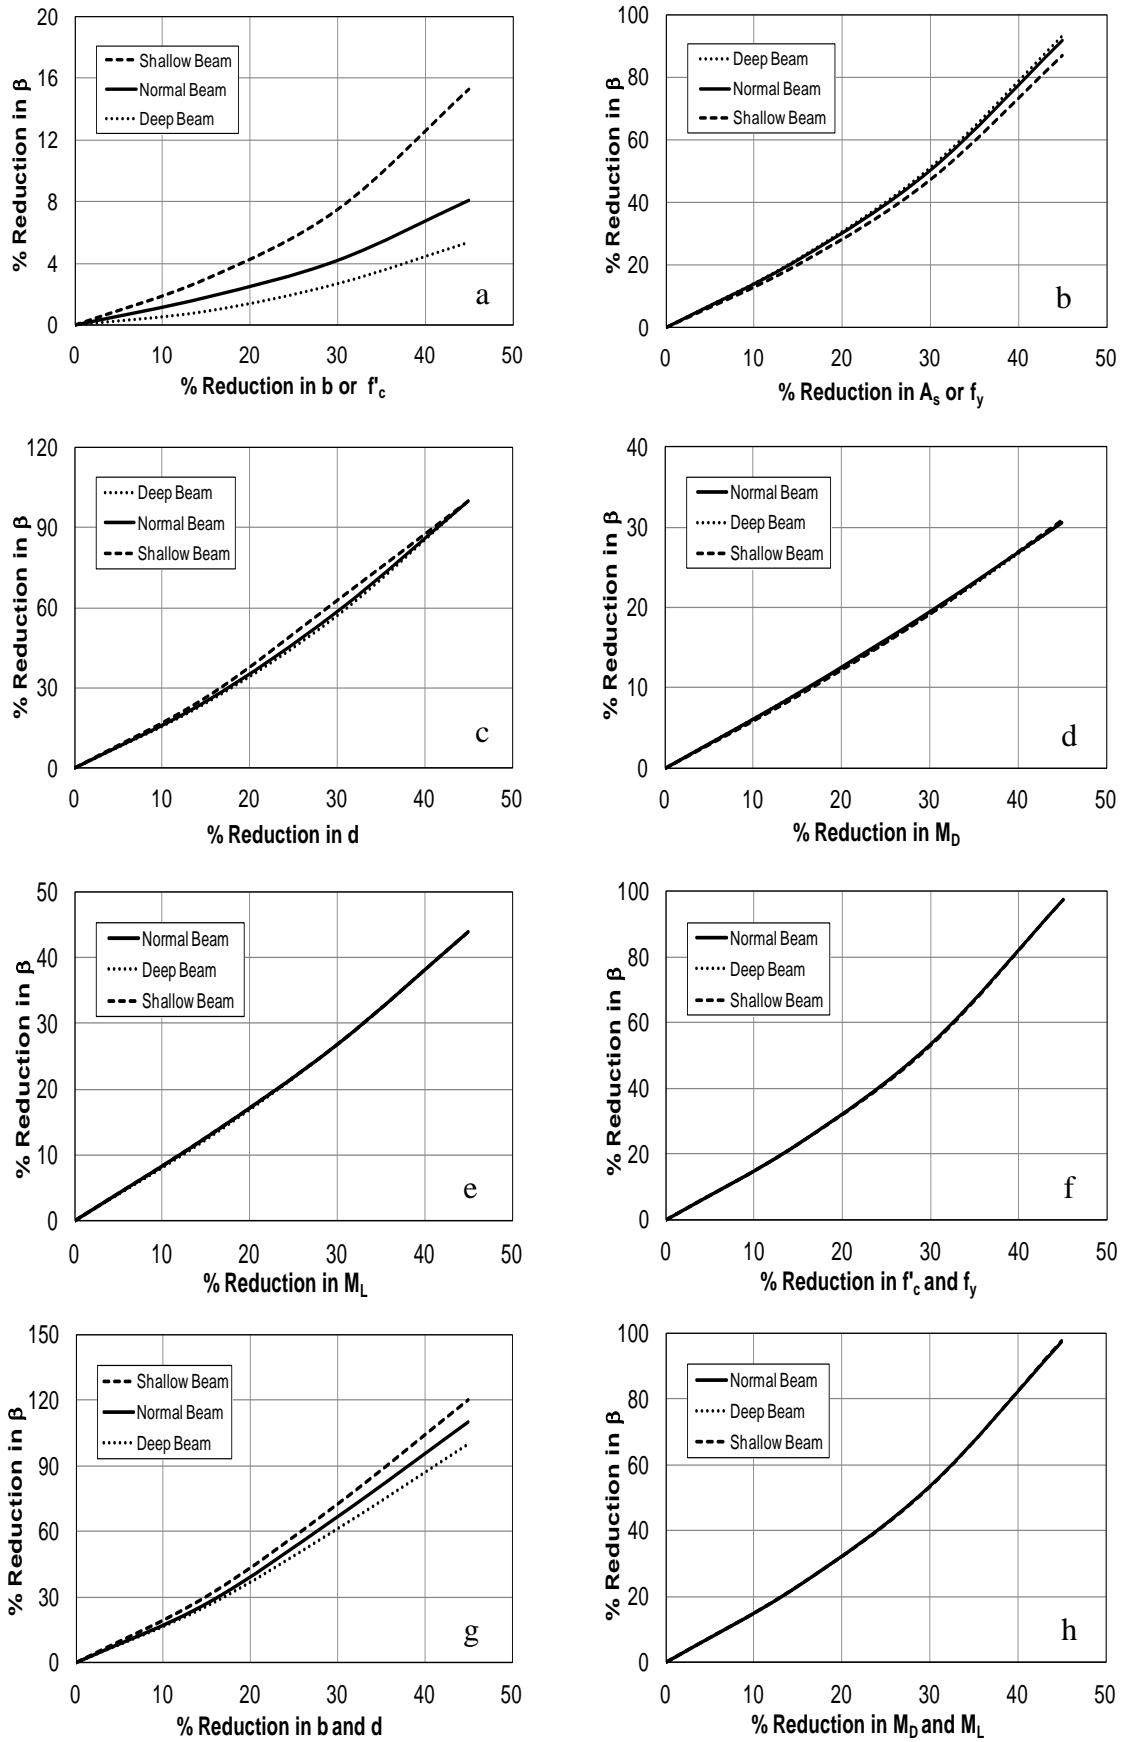 % Reduction in β
20
16
12
8
4
0
Shallow Beam
Normal Beam
Deep Beam
a
0 10 20 30 40 50
% Reduction in b or f'c
% Reduction in β
100
80
60
40
20
0
Deep Beam
Normal Beam
Shallow Beam
b
0 10 20 30 40 50
% Reduction in As or fy
% Reduction in β
120
90
60
30
0
Deep Beam
Normal Beam
Shallow Beam
c
0 10 20 30 40 50
% Reduction in d
% Reduction in β
40
30
20
10
0
Normal Beam
Deep Beam
Shallow Beam
d
0 10 20 30 40 50
% Reduction in MD
% Reduction in β
50
40
30
20
10
0
Normal Beam
Deep Beam
Shallow Beam
e
0 10 20 30 40 50
% Reduction in ML
% Reduction in β
100
80
60
40
20
0
Normal Beam
Deep Beam
Shallow Beam
f
0 10 20 30 40 50
% Reduction in f'c and fy
% Reduction in β
150
120
90
60
30
0
Shallow Beam
Normal Beam
Deep Beam
g
0 10 20 30 40 50
% Reduction in b and d
% Reduction in β
100
80
60
40
20
0
Normal Beam
Deep Beam
Shallow Beam
h
0 10 20 30 40 50
% Reduction in MD and ML